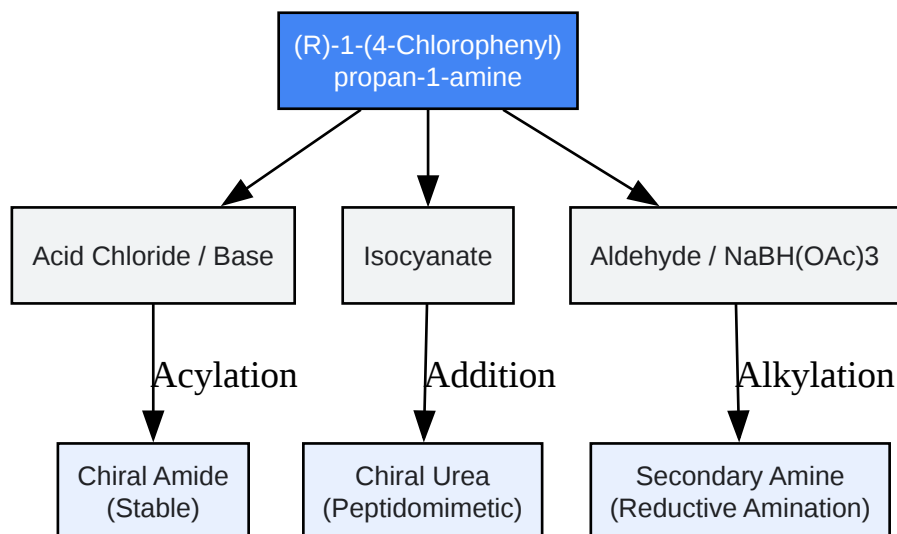 (R)-1-(4-Chlorophenyl)
propan-1-amine
Acid Chloride / Base
Isocyanate
Aldehyde / NaBH(OAc)3
Acylation
Addition
Alkylation
Chiral Amide
(Stable)
Chiral Urea
(Peptidomimetic)
Secondary Amine
(Reductive Amination)